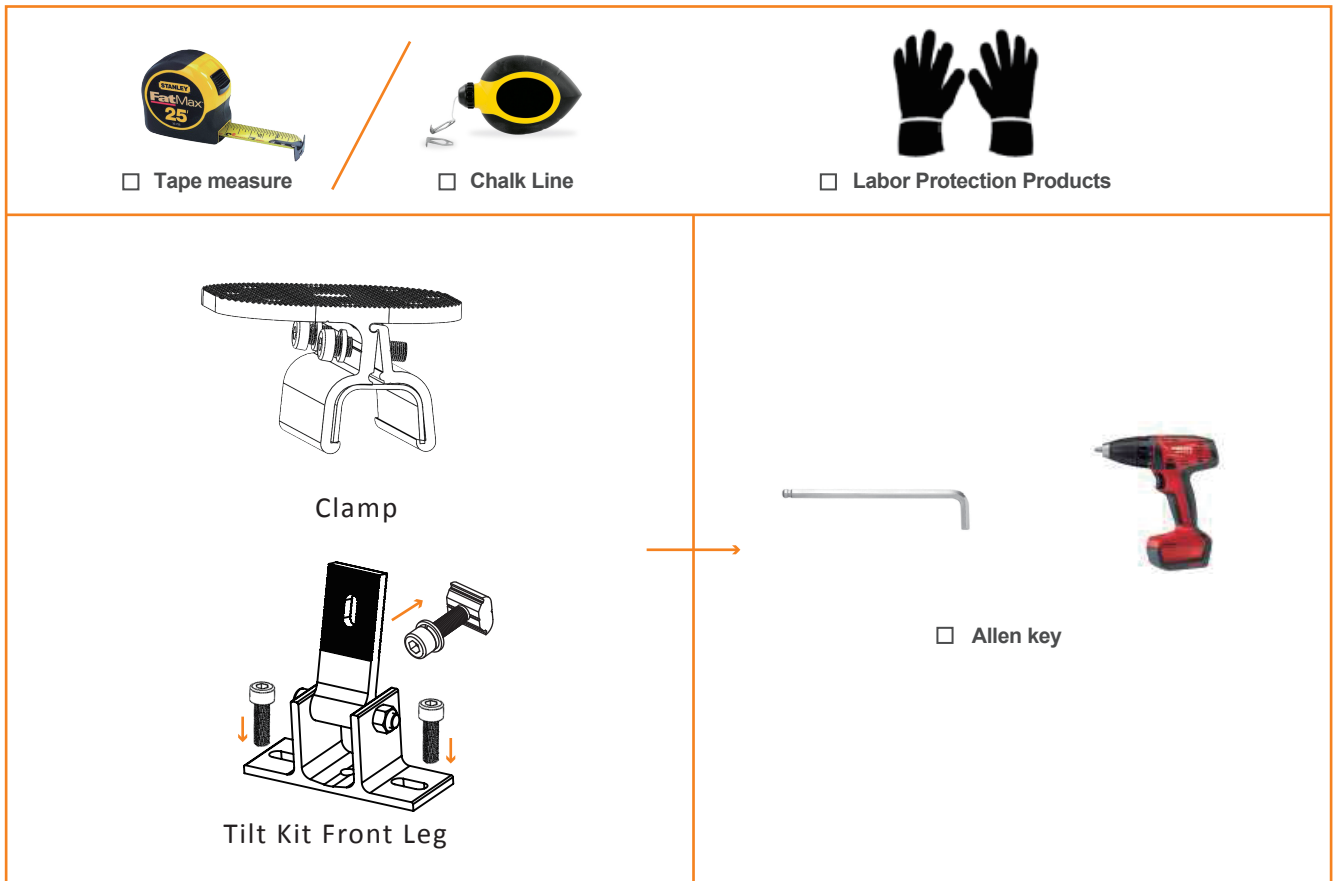 STANLEY
FatMax
25'
☐ Tape measure
☐ Chalk Line
☐ Labor Protection Products
Clamp
Tilt Kit Front Leg
☐ Allen key